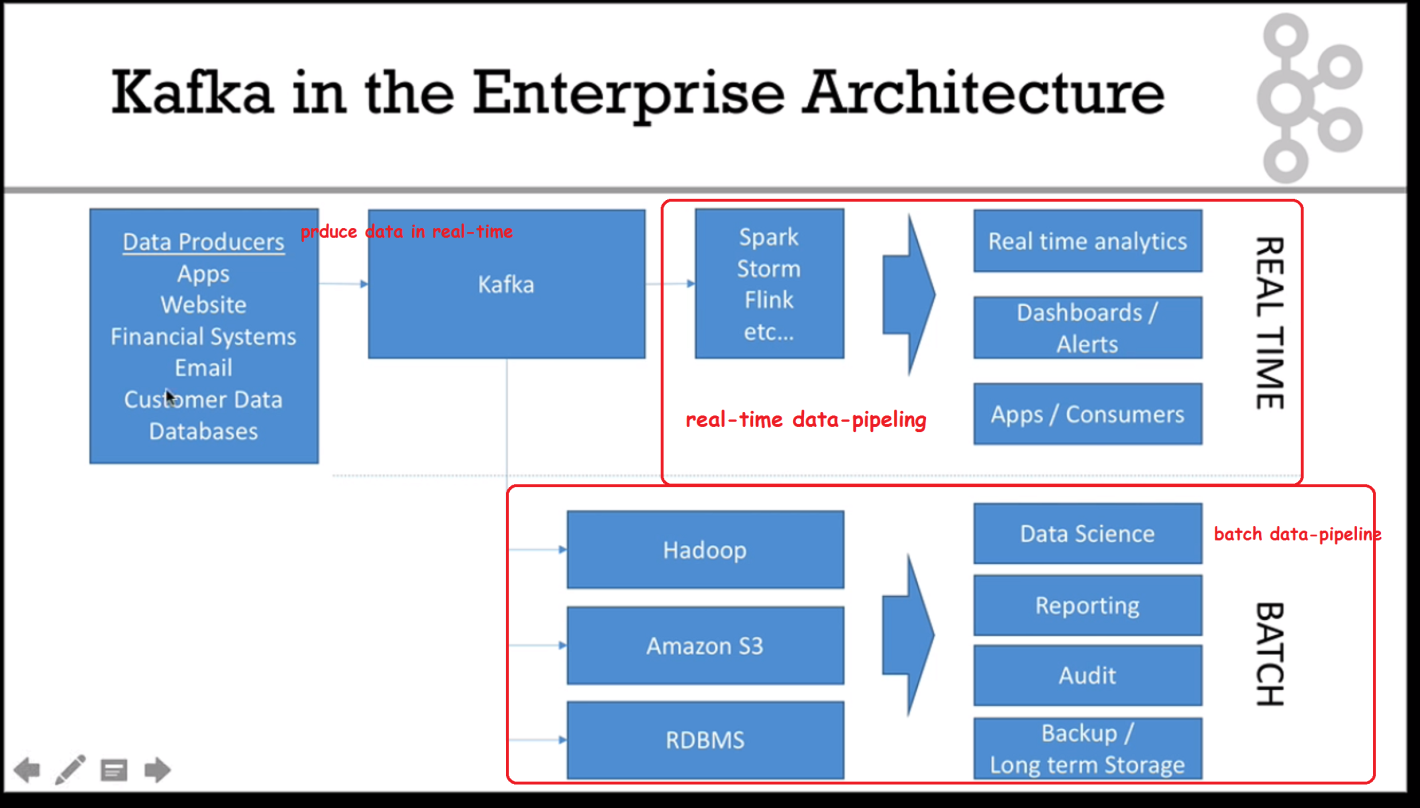 Kafka in the Enterprise Architecture
Data Producers
Apps
Website
Financial Systems
Email
Customer Data
Databases
prduce data in real-time
Kafka
Spark
Storm
Flink
etc...
Real time analytics
Dashboards /
Alerts
Apps / Consumers
REAL TIME
real-time data-pipeling
Hadoop
Amazon S3
RDBMS
Data Science
Reporting
Audit
Backup /
Long term Storage
batch data-pipeline
BATCH